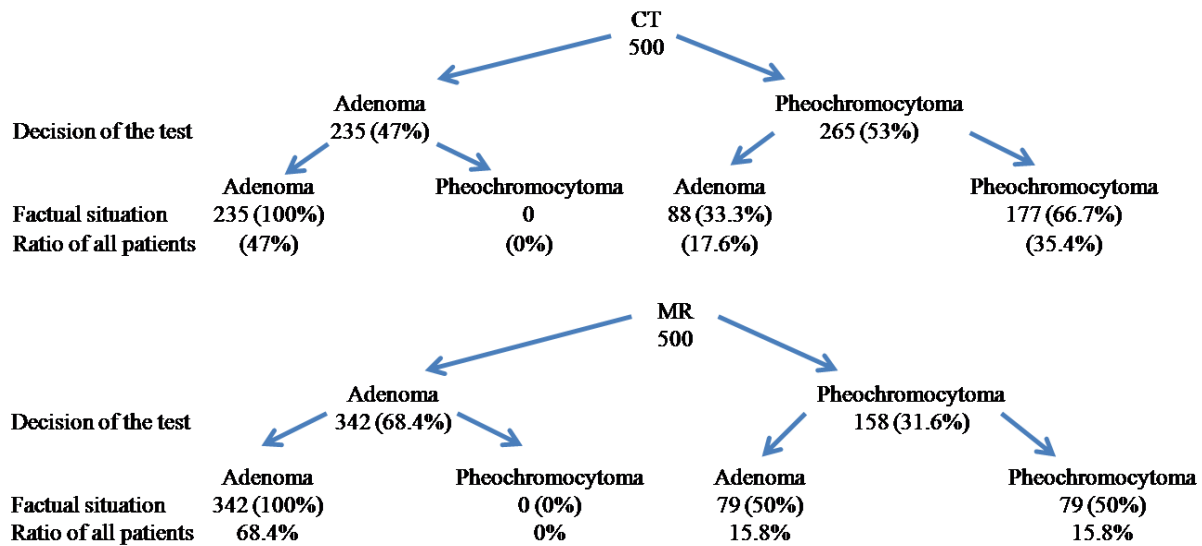 CT
500
Adenoma Pheochromocytoma
Decision of the test 235 (47%) 265 (53%)
Adenoma Pheochromocytoma Adenoma Pheochromocytoma
Factual situation 235 (100%) 0 88 (33.3%) 177 (66.7%)
Ratio of all patients (47%) (0%) (17.6%) (35.4%)
MR
500
Adenoma Pheochromocytoma
Decision of the test 342 (68.4%) 158 (31.6%)
Adenoma Pheochromocytoma Adenoma Pheochromocytoma
Factual situation 342 (100%) 0 (0%) 79 (50%) 79 (50%)
Ratio of all patients 68.4% 0% 15.8% 15.8%